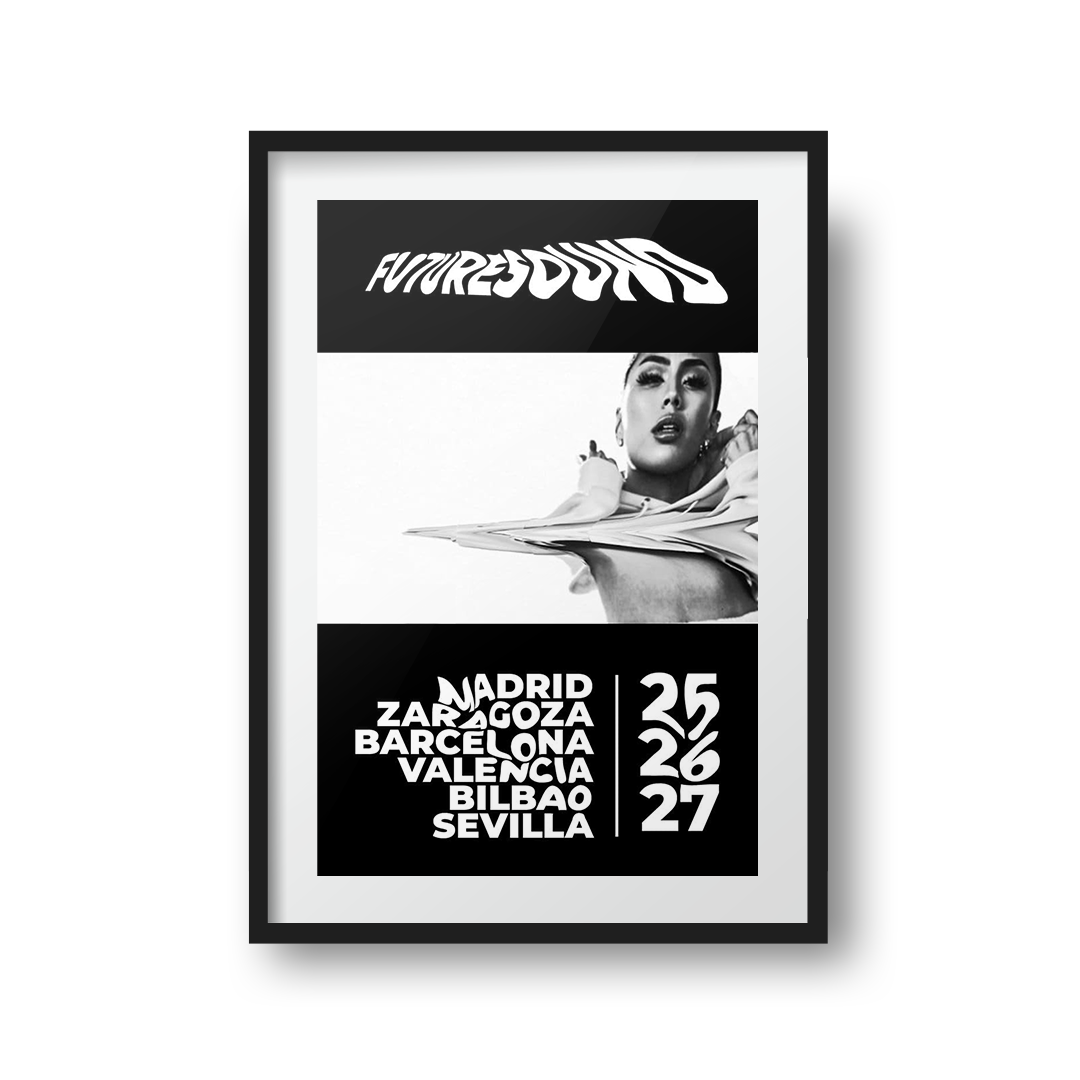 FUTURESOUND
MADRID
ZARAGOZA
BARCELONA
VALENCIA
BILBAO
SEVILLA
25
26
27